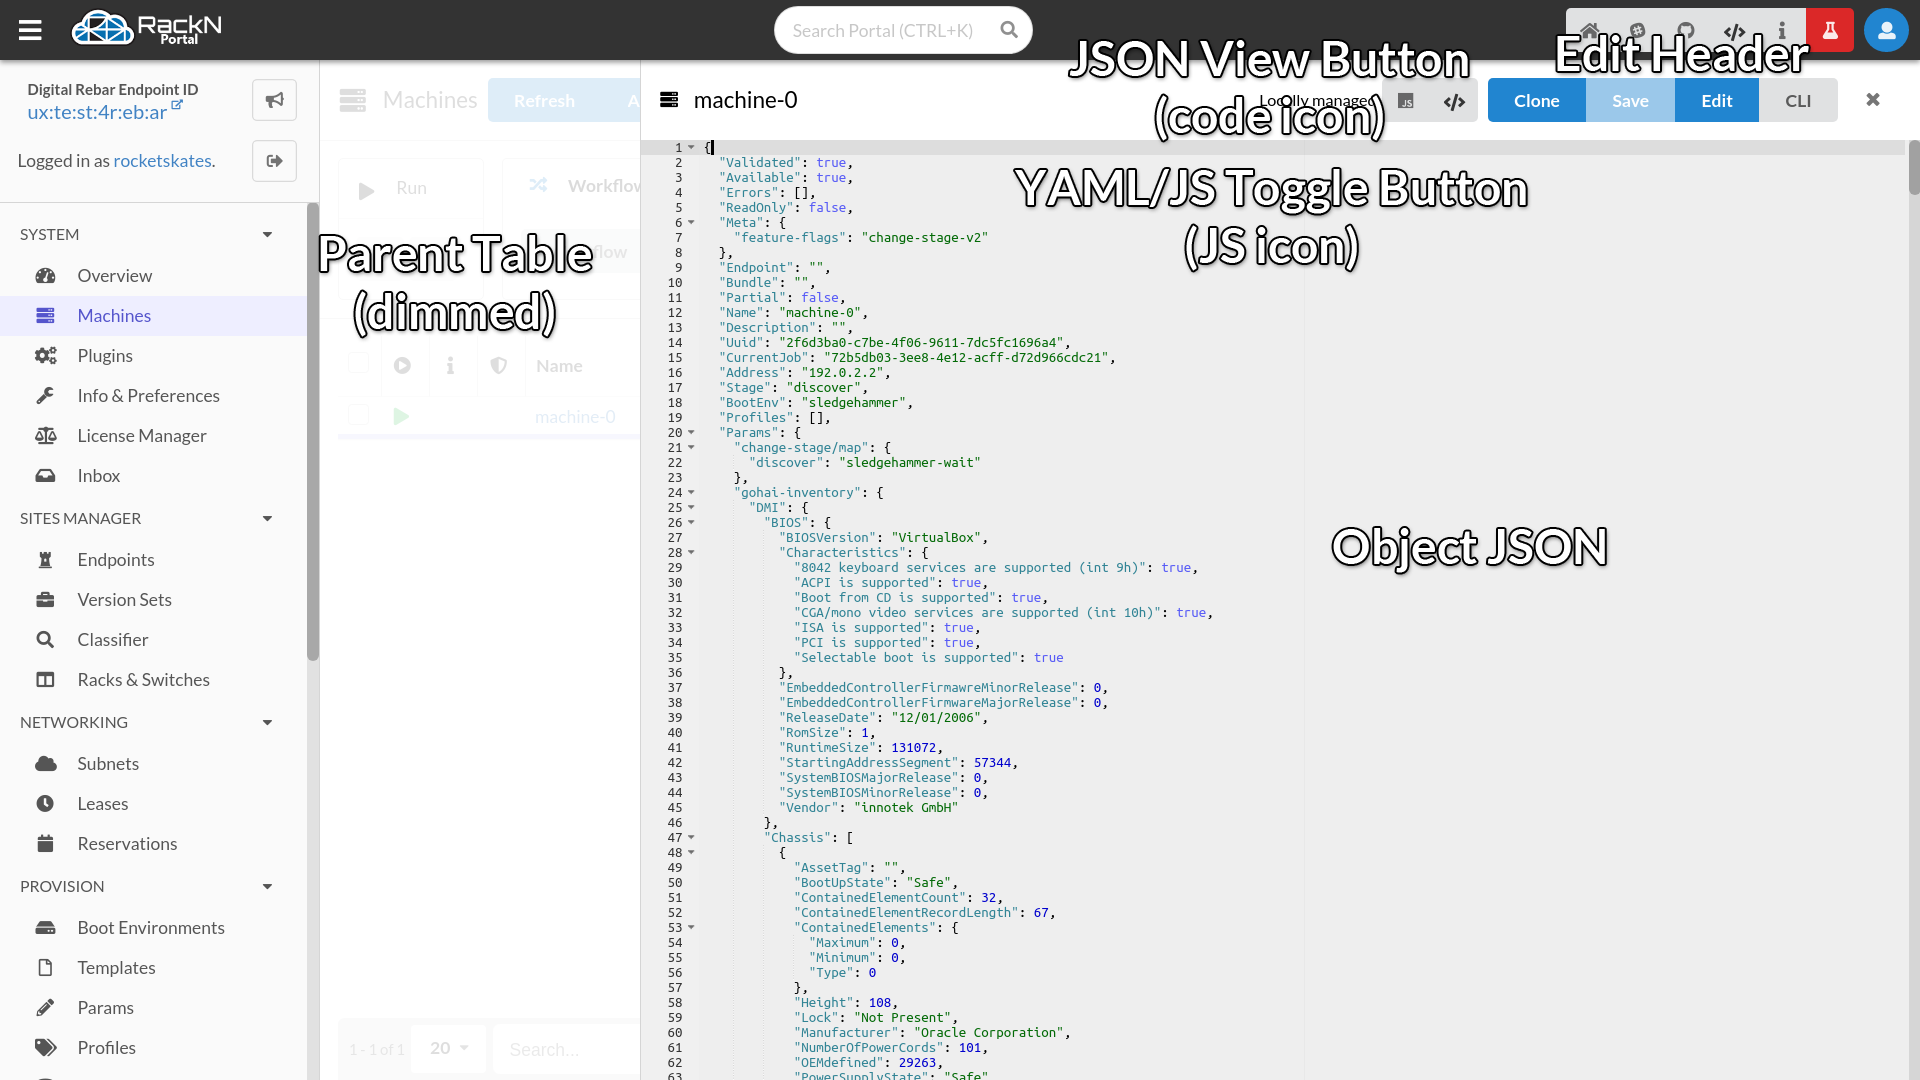 RackN
Portal
Search Portal (CTRL+K)
Digital Rebar Endpoint ID
ux:te:st:4r:eb:ar
Logged in as rocketskates.
SYSTEM
Overview
Machines
Plugins
Info & Preferences
License Manager
Inbox
SITES MANAGER
Endpoints
Version Sets
Classifier
Racks & Switches
NETWORKING
Subnets
Leases
Reservations
PROVISION
Boot Environments
Templates
Params
Profiles
Machines
Refresh
Run
Workflow
Parent Table
(dimmed)
Name
machine-0
1 - 1 of 1
20
Search...
machine-0
Locally managed
JS
Clone
Save
Edit
CLI
JSON View Button
(code icon)
Edit Header
YAML/JS Toggle Button
(JS icon)
Object JSON
1 {
2 "Validated": true,
3 "Available": true,
4 "Errors": [],
5 "ReadOnly": false,
6 "Meta": {
7 "feature-flags": "change-stage-v2"
8 },
9 "Endpoint": "",
10 "Bundle": "",
11 "Partial": false,
12 "Name": "machine-0",
13 "Description": "",
14 "Uuid": "2f6d3ba0-c7be-4f06-9611-7dc5fc1696a4",
15 "CurrentJob": "72b5db03-3ee8-4e12-acff-d72d966cdc21",
16 "Address": "192.0.2.2",
17 "Stage": "discover",
18 "BootEnv": "sledgehammer",
19 "Profiles": [],
20 "Params": {
21 "change-stage/map": {
22 "discover": "sledgehammer-wait"
23 },
24 "gohai-inventory": {
25 "DMI": {
26 "BIOS": {
27 "BIOSVersion": "VirtualBox",
28 "Characteristics": {
29 "8042 keyboard services are supported (int 9h)": true,
30 "ACPI is supported": true,
31 "Boot from CD is supported": true,
32 "CGA/mono video services are supported (int 10h)": true,
33 "ISA is supported": true,
34 "PCI is supported": true,
35 "Selectable boot is supported": true
36 },
37 "EmbeddedControllerFirmawreMinorRelease": 0,
38 "EmbeddedControllerFirmwareMajorRelease": 0,
39 "ReleaseDate": "12/01/2006",
40 "RomSize": 1,
41 "RuntimeSize": 131072,
42 "StartingAddressSegment": 57344,
43 "SystemBIOSMajorRelease": 0,
44 "SystemBIOSMinorRelease": 0,
45 "Vendor": "innotek GmbH"
46 },
47 "Chassis": [
48 {
49 "AssetTag": "",
50 "BootUpState": "Safe",
51 "ContainedElementCount": 32,
52 "ContainedElementRecordLength": 67,
53 "ContainedElements": {
54 "Maximum": 0,
55 "Minimum": 0,
56 "Type": 0
57 },
58 "Height": 108,
59 "Lock": "Not Present",
60 "Manufacturer": "Oracle Corporation",
61 "NumberOfPowerCords": 101,
62 "OEMdefined": 29263,
63 "PowerSupplyState": "Safe"